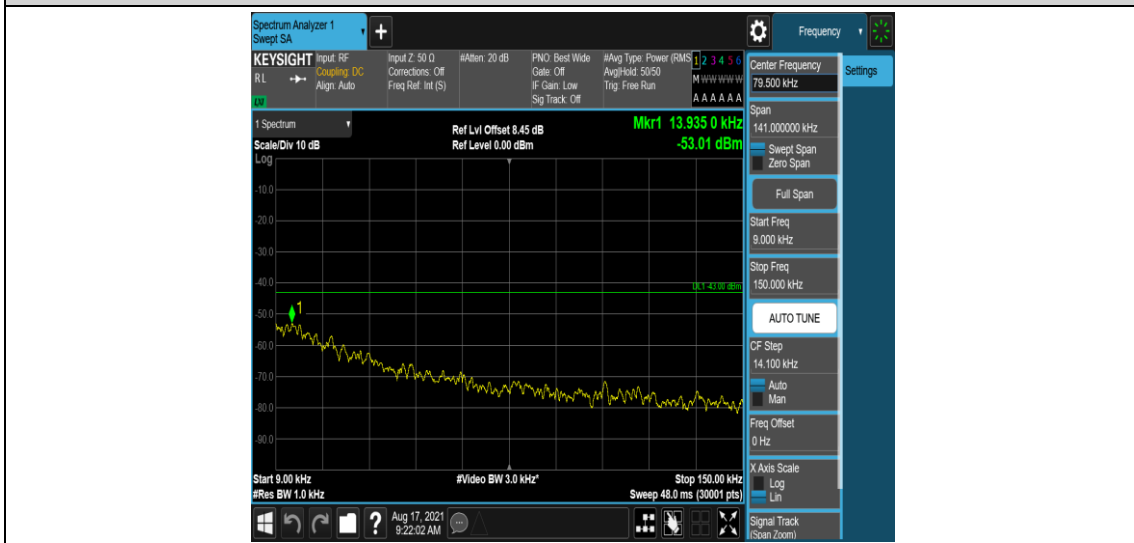 Spectrum Analyzer 1
Swept SA
Frequency
KEYSIGHT
RL
Input: RF
Coupling: DC
Align: Auto
Input Z: 50 Ω
Corrections: Off
Freq Ref: Int (S)
#Atten: 20 dB
PNO: Best Wide
Gate: Off
IF Gain: Low
Sig Track: Off
#Avg Type: Power (RMS
Avg|Hold: 50/50
Trig: Free Run
1 2 3 4 5 6
M W W W W W
A A A A A A
1 Spectrum
Scale/Div 10 dB
Ref Lvl Offset 8.45 dB
Ref Level 0.00 dBm
Mkr1 13.935 0 kHz
-53.01 dBm
Log
-10.0
-20.0
-30.0
-40.0
DL1 -43.00 dBm
-50.0
1
-60.0
-70.0
-80.0
-90.0
Start 9.00 kHz
#Res BW 1.0 kHz
#Video BW 3.0 kHz*
Stop 150.00 kHz
Sweep 48.0 ms (30001 pts)
Center Frequency
79.500 kHz
Settings
Span
141.000000 kHz
Swept Span
Zero Span
Full Span
Start Freq
9.000 kHz
Stop Freq
150.000 kHz
AUTO TUNE
CF Step
14.100 kHz
Auto
Man
Freq Offset
0 Hz
X Axis Scale
Log
Lin
Signal Track
(Span Zoom)
?
Aug 17, 2021
9:22:02 AM